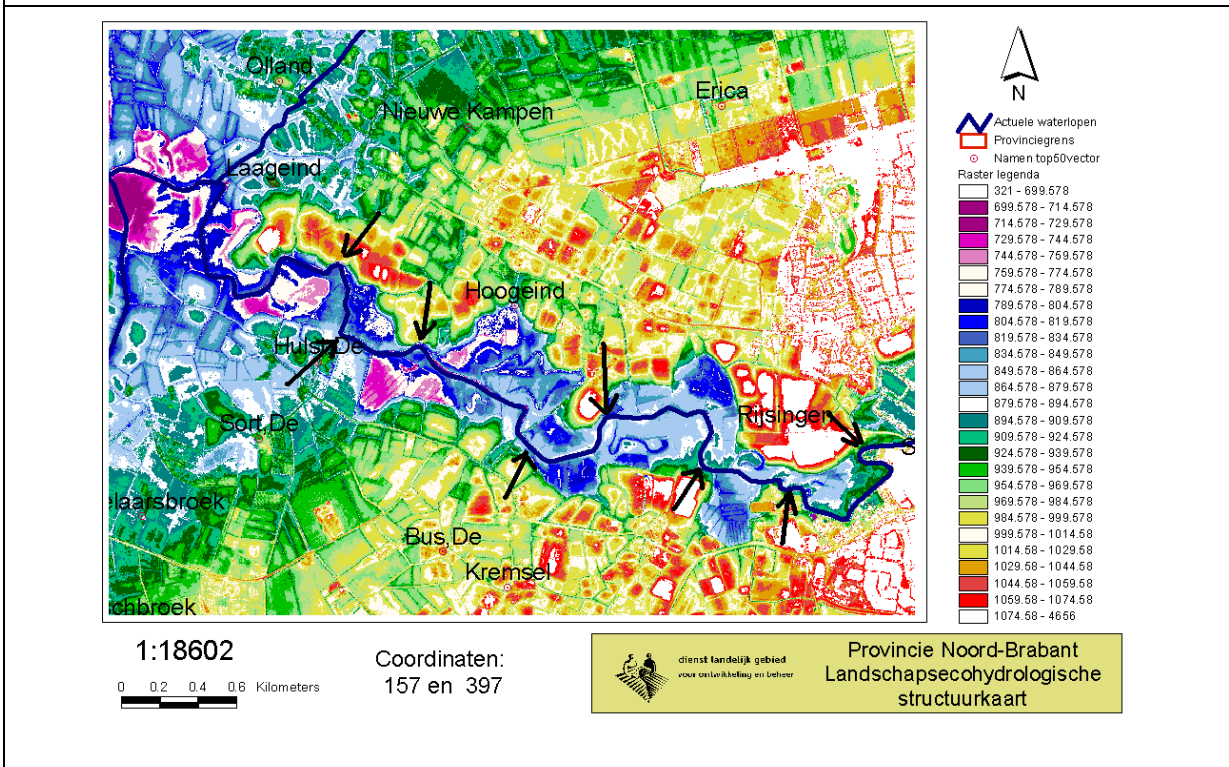 Olland
Nieuwe Kampen
Erica
Laageind
Hoogeind
Hulst,De
Sort,De
Rijsingen
S
elaarsbroek
Bus,De
Kremsel
chbroek
N
Actuele waterlopen
Provinciegrens
Namen top50vector
Raster legenda
321 - 699.578
699.578 - 714.578
714.578 - 729.578
729.578 - 744.578
744.578 - 759.578
759.578 - 774.578
774.578 - 789.578
789.578 - 804.578
804.578 - 819.578
819.578 - 834.578
834.578 - 849.578
849.578 - 864.578
864.578 - 879.578
879.578 - 894.578
894.578 - 909.578
909.578 - 924.578
924.578 - 939.578
939.578 - 954.578
954.578 - 969.578
969.578 - 984.578
984.578 - 999.578
999.578 - 1014.58
1014.58 - 1029.58
1029.58 - 1044.58
1044.58 - 1059.58
1059.58 - 1074.58
1074.58 - 4656
1:18602
0 0.2 0.4 0.6 Kilometers
Coordinaten:
157 en 397
dienst landelijk gebied
voor ontwikkeling en beheer
Provincie Noord-Brabant
Landschapsecohydrologische
structuurkaart